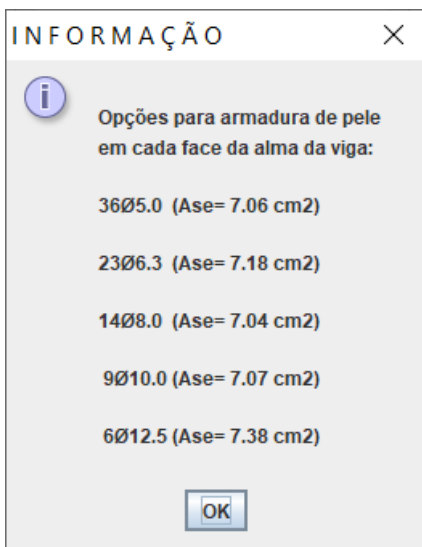 INFORMAÇÃO
Opções para armadura de pele
em cada face da alma da viga:
36Ø5.0 (Ase= 7.06 cm2)
23Ø6.3 (Ase= 7.18 cm2)
14Ø8.0 (Ase= 7.04 cm2)
9Ø10.0 (Ase= 7.07 cm2)
6Ø12.5 (Ase= 7.38 cm2)
OK